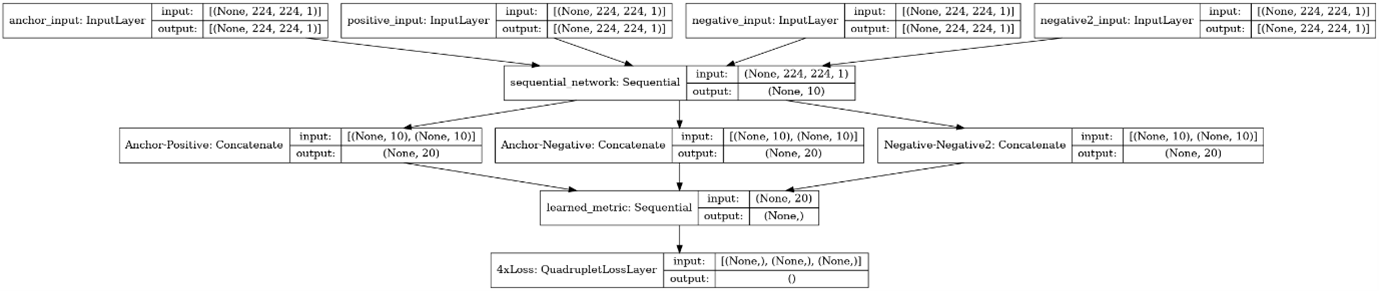 anchor_input: InputLayer input: [(None, 224, 224, 1)] output: [(None, 224, 224, 1)]
positive_input: InputLayer input: [(None, 224, 224, 1)] output: [(None, 224, 224, 1)]
negative_input: InputLayer input: [(None, 224, 224, 1)] output: [(None, 224, 224, 1)]
negative2_input: InputLayer input: [(None, 224, 224, 1)] output: [(None, 224, 224, 1)]
sequential_network: Sequential input: (None, 224, 224, 1) output: (None, 10)
Anchor-Positive: Concatenate input: [(None, 10), (None, 10)] output: (None, 20)
Anchor-Negative: Concatenate input: [(None, 10), (None, 10)] output: (None, 20)
Negative-Negative2: Concatenate input: [(None, 10), (None, 10)] output: (None, 20)
learned_metric: Sequential input: (None, 20) output: (None,)
4xLoss: QuadrupletLossLayer input: [(None,), (None,), (None,)] output: ()